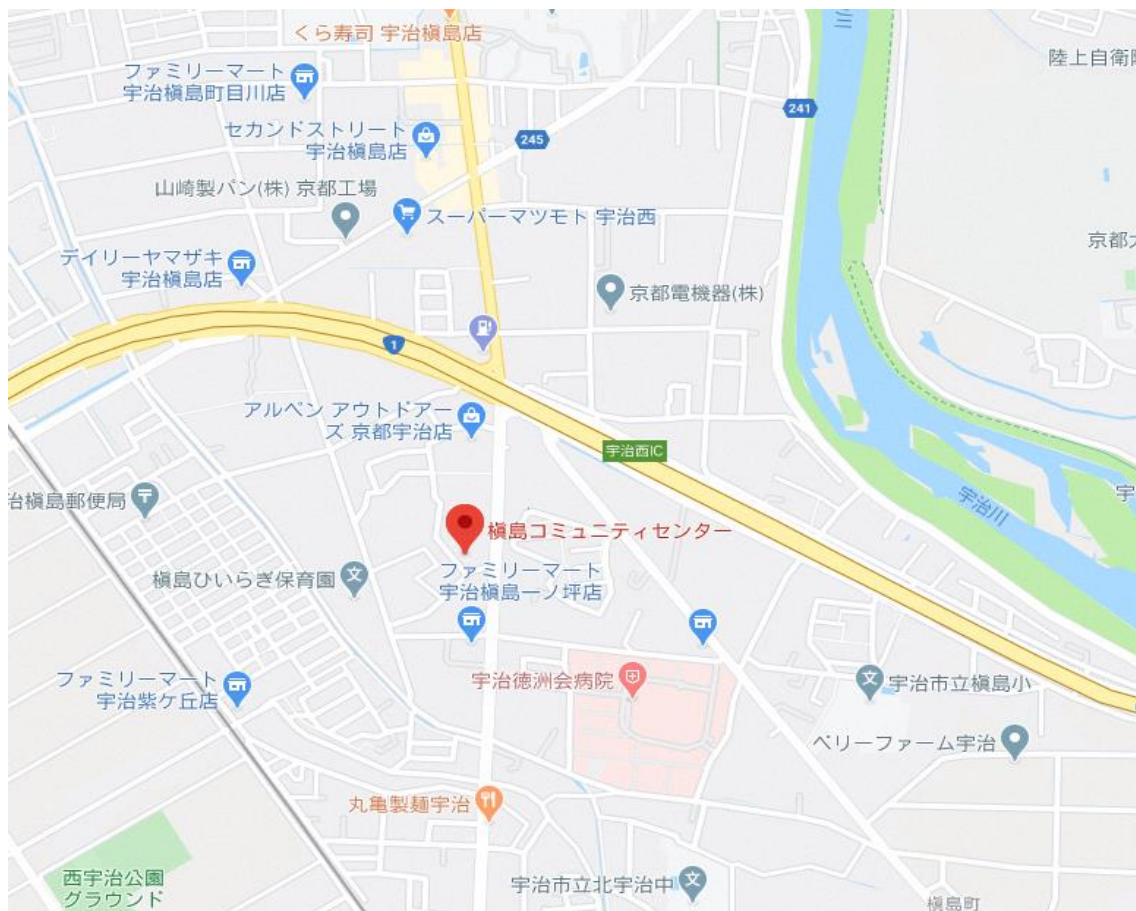 くら寿司 宇治槇島店
ファミリーマート
宇治槇島町目川店
陸上自衛隊
241
セカンドストリート
宇治槇島店
245
山崎製パン(株) 京都工場
スーパーマツモト 宇治西
京都大
デイリーヤマザキ
宇治槇島店
京都電機器(株)
1
アルペン アウトドアー
ズ 京都宇治店
宇治西IC
治槇島郵便局
宇治川
宇
槇島コミュニティセンター
槇島ひいらぎ保育園
ファミリーマート
宇治槇島一ノ坪店
ファミリーマート
宇治紫ケ丘店
宇治徳洲会病院
宇治市立槇島小
ベリーファーム宇治
丸亀製麺宇治
西宇治公園
グラウンド
宇治市立北宇治中
槇島町